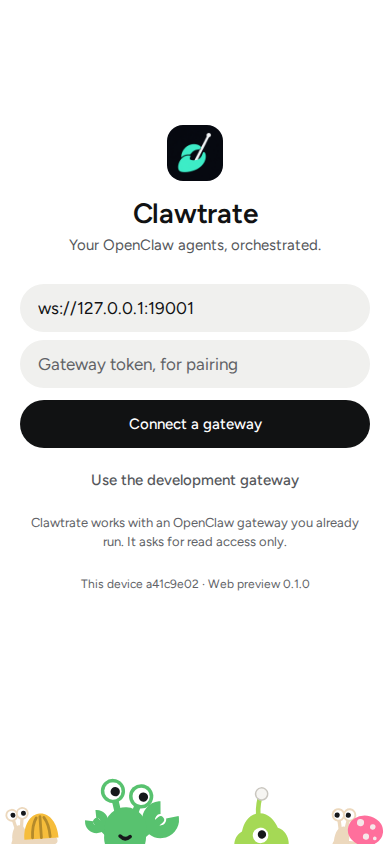 Clawtrate
Your OpenClaw agents, orchestrated.
ws://127.0.0.1:19001
Gateway token, for pairing
Connect a gateway
Use the development gateway
Clawtrate works with an OpenClaw gateway you already
run. It asks for read access only.
This device a41c9e02 · Web preview 0.1.0